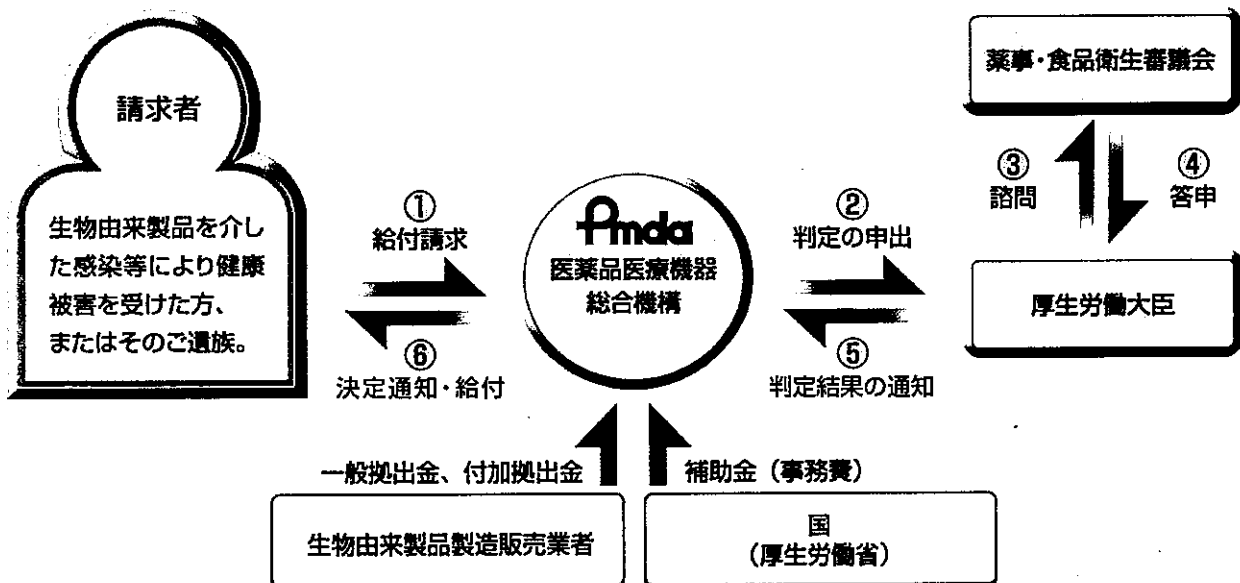 請求者
生物由来製品を介し
た感染等により健康
被害を受けた方、
またはそのご遺族。
①
給付請求
⑥
決定通知・給付
Pmda
医薬品医療機器
総合機構
②
判定の申出
⑤
判定結果の通知
薬事・食品衛生審議会
③
諮問
④
答申
厚生労働大臣
一般拠出金、付加拠出金
補助金（事務費）
生物由来製品製造販売業者
国
（厚生労働省）